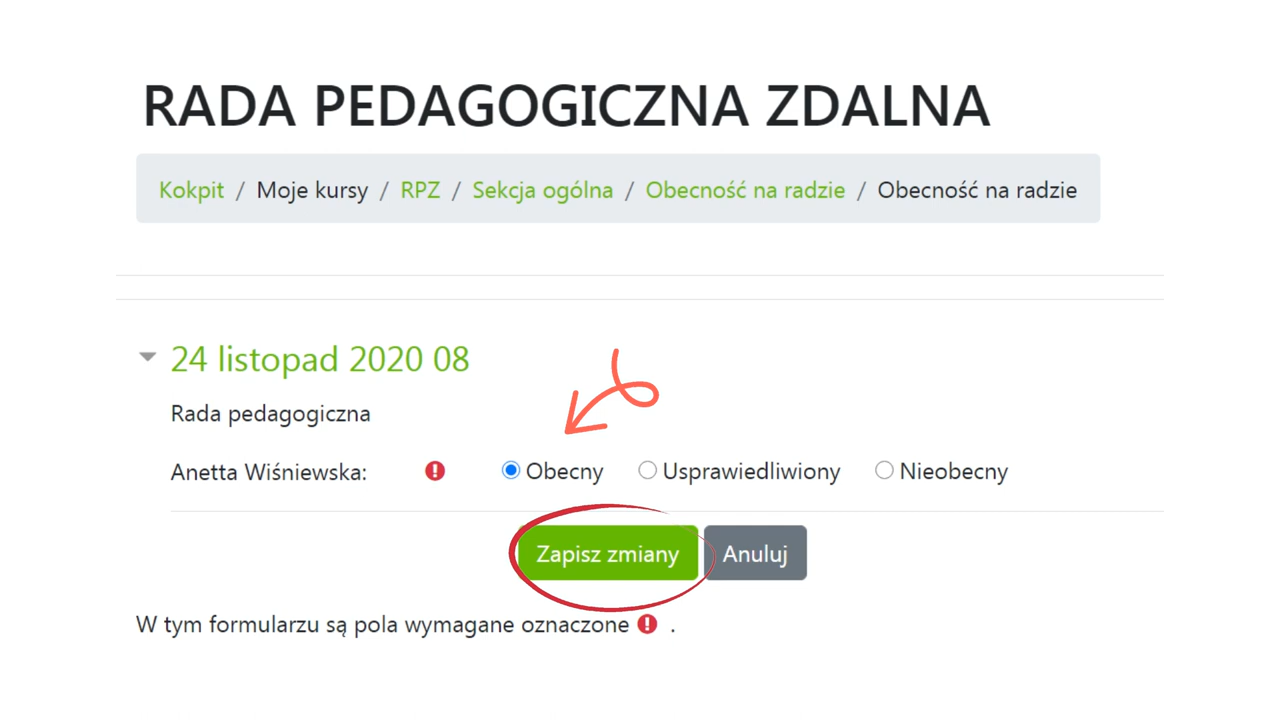 RADA PEDAGOGICZNA ZDALNA
Kokpit / Moje kursy / RPZ / Sekcja ogólna / Obecność na radzie / Obecność na radzie
24 listopad 2020 08
Rada pedagogiczna
Anetta Wiśniewska: Obecny Usprawiedliwiony Nieobecny
Zapisz zmiany Anuluj
W tym formularzu są pola wymagane oznaczone .